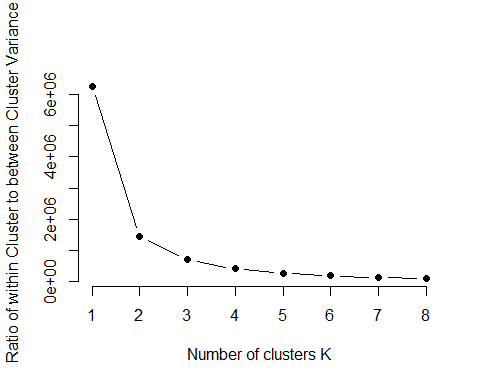 Ratio of within Cluster to between Cluster Variance
6e+06
4e+06
2e+06
0e+00
1 2 3 4 5 6 7 8
Number of clusters K